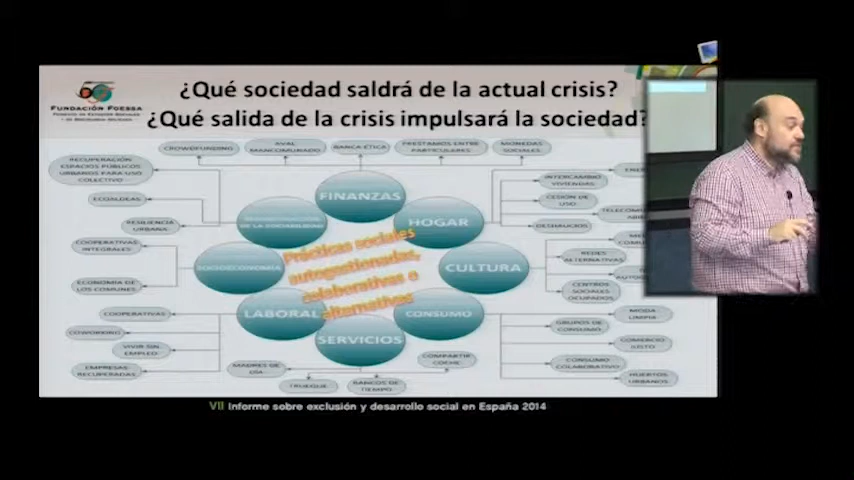 ¿Qué sociedad saldrá de la actual crisis?
FUNDACIÓN FOESSA
¿Qué salida de la crisis impulsará la sociedad?
CROWDFUNDING
AVAL
MANCOMUNADO
BANCA ÉTICA
PRÉSTAMOS ENTRE
PARTICULARES
MONEDAS
SOCIALES
RECUPERACIÓN
ESPACIOS PÚBLICOS
URBANOS PARA USO
COLECTIVO
ECOALDEAS
RESILIENCIA
URBANA
COOPERATIVAS
INTEGRALES
ECONOMÍA DE
LOS COMUNES
COOPERATIVAS
COWORKING
VIVIR SIN
EMPLEO
EMPRESAS
RECUPERADAS
FINANZAS
DE LA SOSTENIBILIDAD
HOGAR
SOCIOECONOMÍA
CULTURA
LABORAL
CONSUMO
SERVICIOS
Prácticas sociales
autogestionadas,
colaborativas o
alternativas
INTERCAMBIO
VIVIENDAS
CESIÓN DE
USO
DESHAUCIOS
REDES
ALTERNATIVAS
CENTROS
SOCIALES
OCUPADOS
MODA
LIMPIA
GRUPOS DE
CONSUMO
COMERCIO
JUSTO
CONSUMO
COLABORATIVO
HUERTOS
URBANOS
MADRES DE
DÍA
TRUEQUE
BANCOS DE
TIEMPO
COMPARTIR
COCHE
VII Informe sobre exclusión y desarrollo social en España 2014